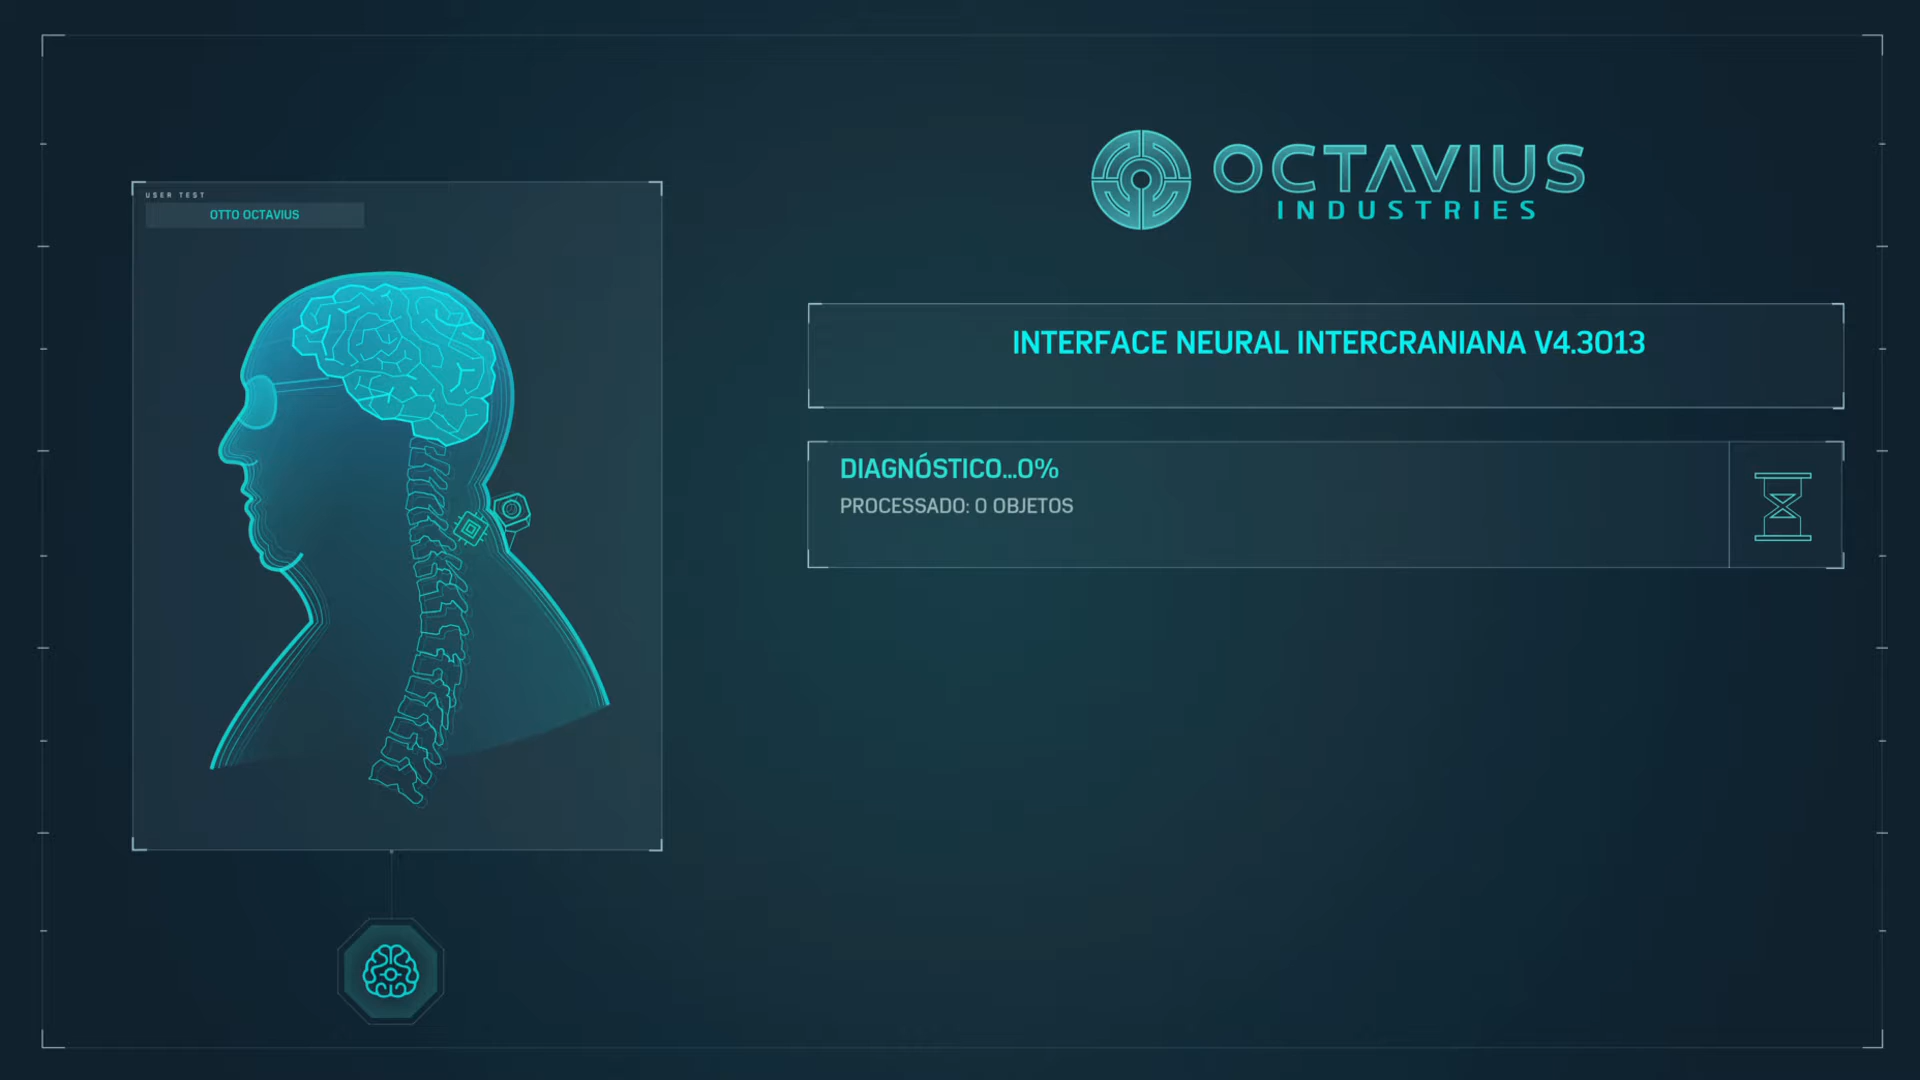 USER TEST
OTTO OCTAVIUS
OCTAVIUS
INDUSTRIES
INTERFACE NEURAL INTERCRANIANA V4.3013
DIAGNÓSTICO...0%
PROCESSADO: 0 OBJETOS